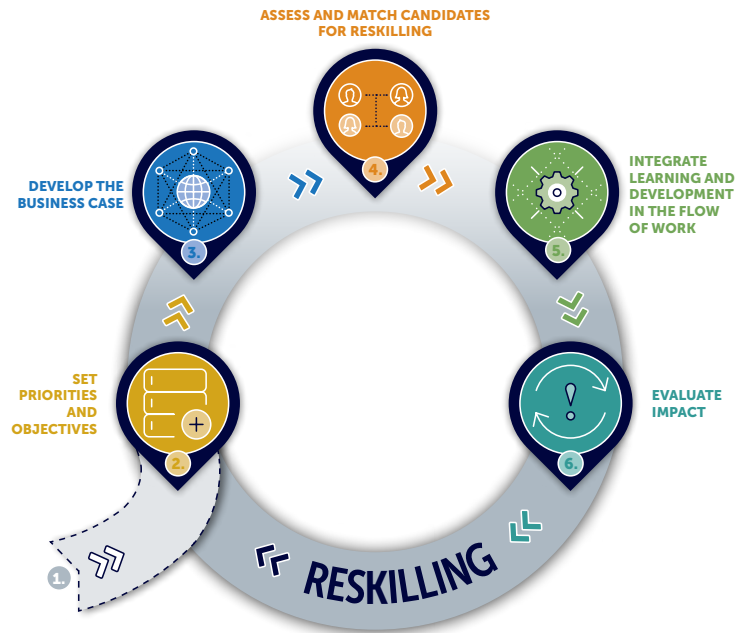 ASSESS AND MATCH CANDIDATES
FOR RESKILLING
4.
DEVELOP THE
BUSINESS CASE
3.
INTEGRATE
LEARNING AND
DEVELOPMENT
IN THE FLOW
OF WORK
5.
SET
PRIORITIES
AND
OBJECTIVES
2.
EVALUATE
IMPACT
6.
1.
RESKILLING